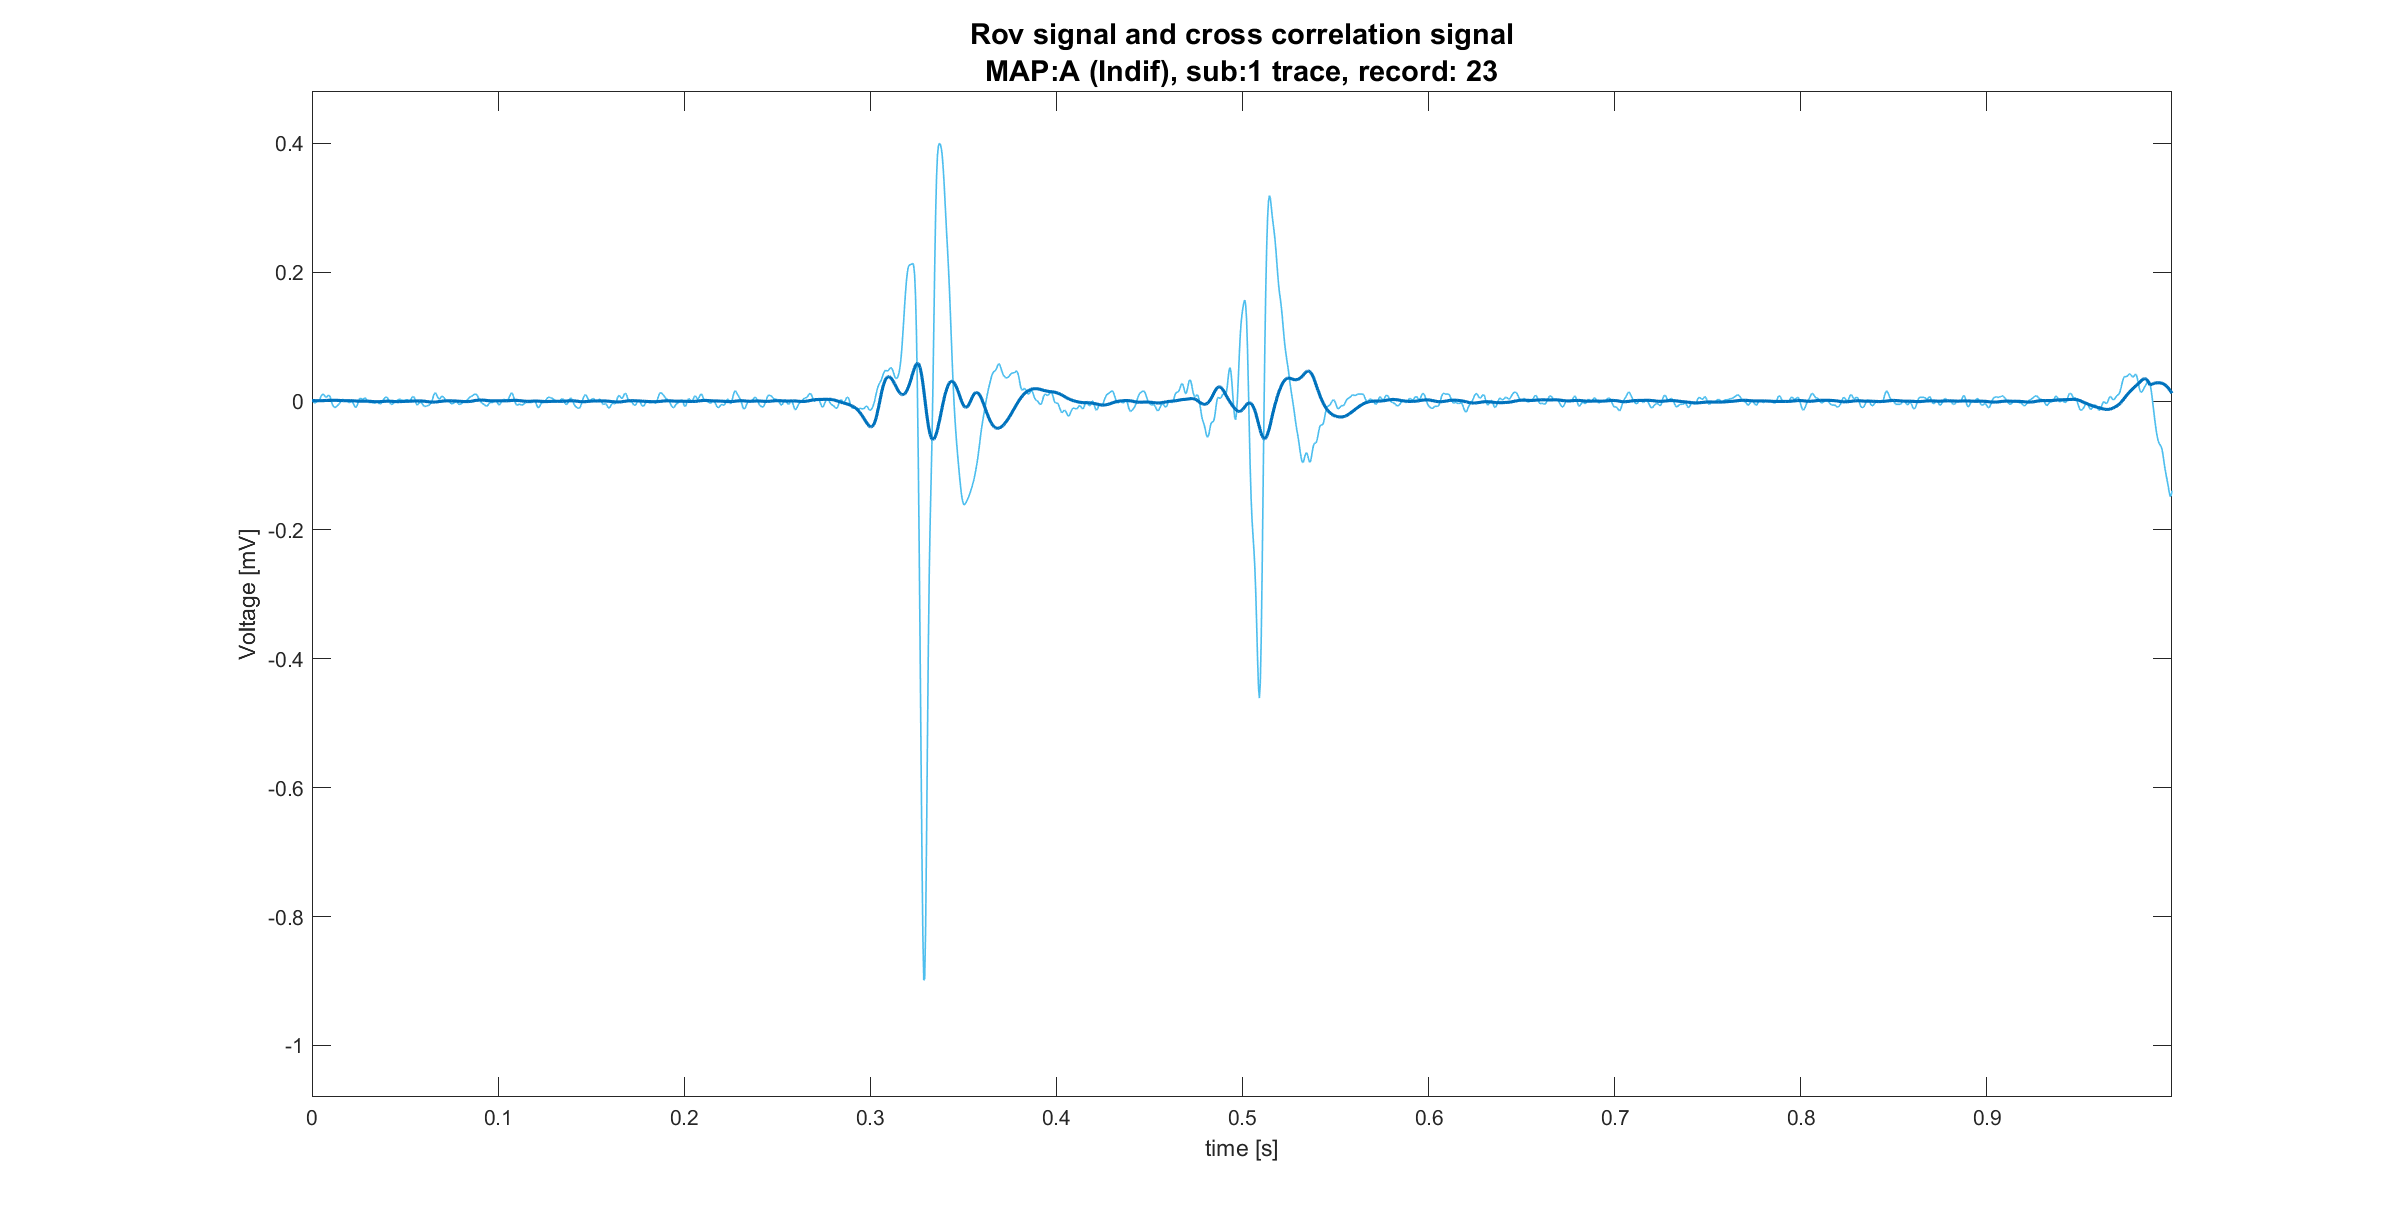 Rov signal and cross correlation signal
MAP:A (Indif), sub:1 trace, record: 23
0.4
0.2
0
-0.2
-0.4
-0.6
-0.8
-1
Voltage [mV]
0 0.1 0.2 0.3 0.4 0.5 0.6 0.7 0.8 0.9
time [s]